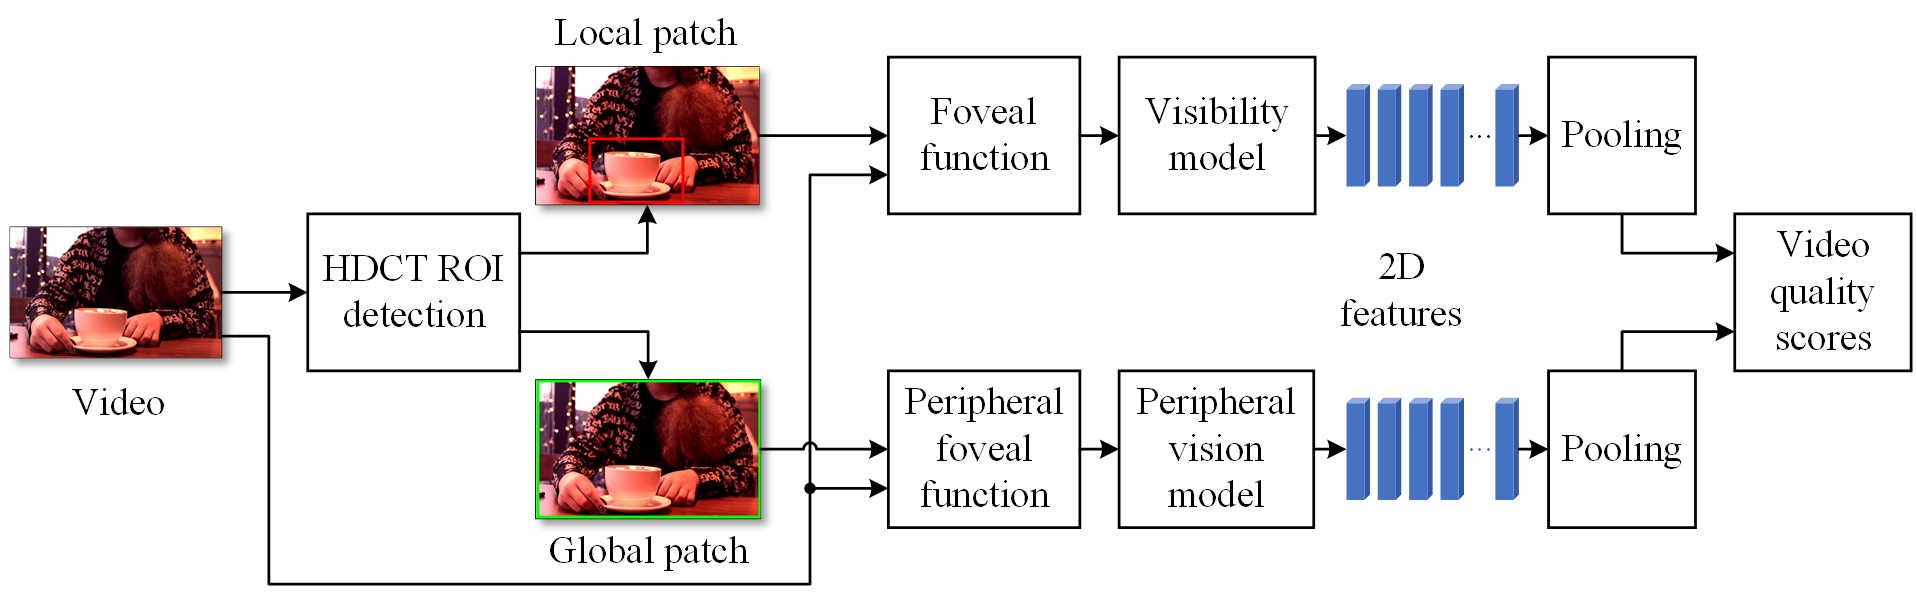 Local patch
Foveal
function
Visibility
model
...
Pooling
Video
HDCT ROI
detection
2D
features
Video
quality
scores
Global patch
Peripheral
foveal
function
Peripheral
vision
model
...
Pooling